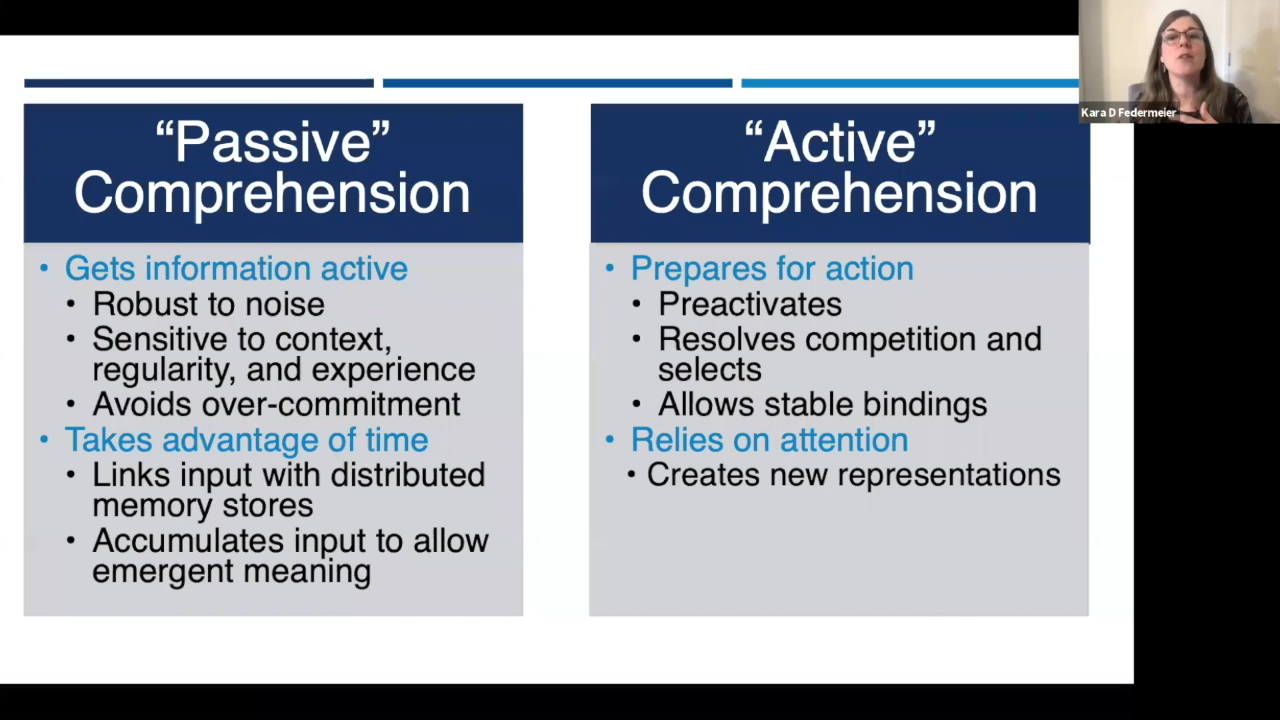 “Passive”
Comprehension
• Gets information active
• Robust to noise
• Sensitive to context,
regularity, and experience
• Avoids over-commitment
• Takes advantage of time
• Links input with distributed
memory stores
• Accumulates input to allow
emergent meaning
“Active”
Comprehension
• Prepares for action
• Preactivates
• Resolves competition and
selects
• Allows stable bindings
• Relies on attention
• Creates new representations
Kara D Federmeier